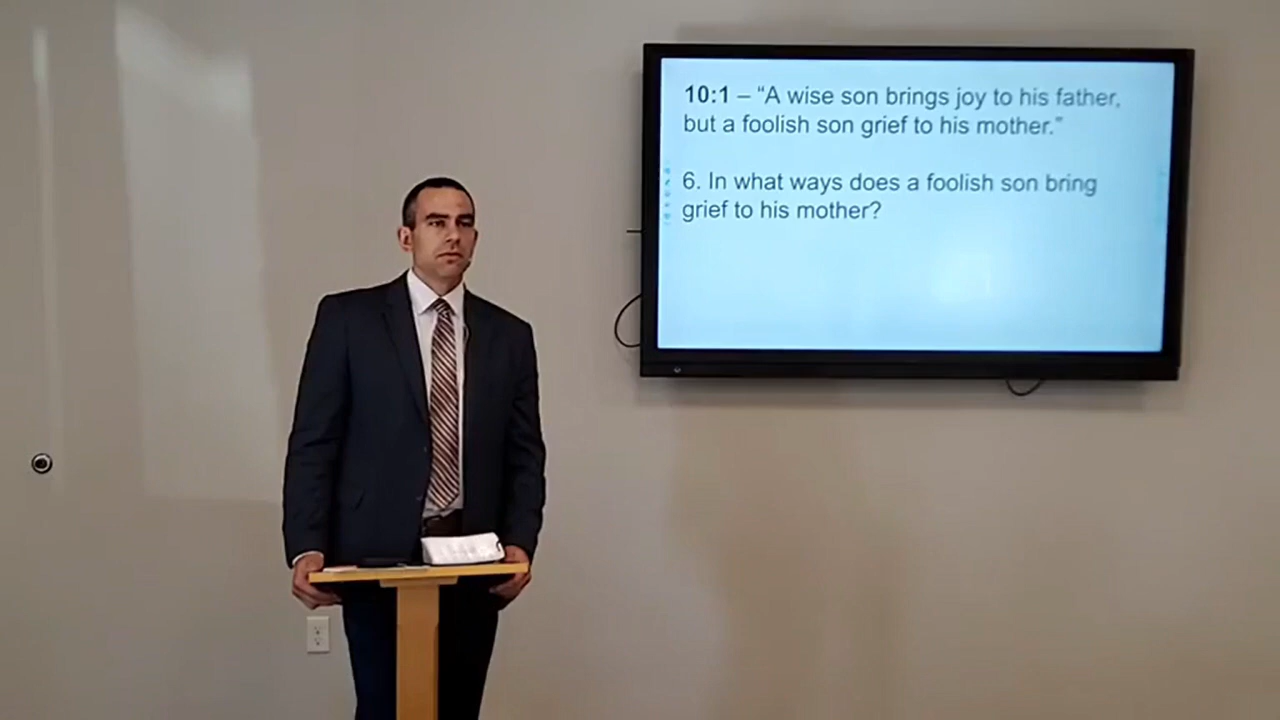 10:1 – “A wise son brings joy to his father,
but a foolish son grief to his mother.”
6. In what ways does a foolish son bring
grief to his mother?